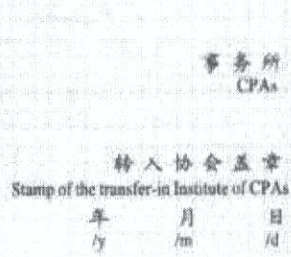 事务所
CPAs
转入协会盖章
Stamp of the transfer-in Institute of CPAs
年 月 日
/y /m /d